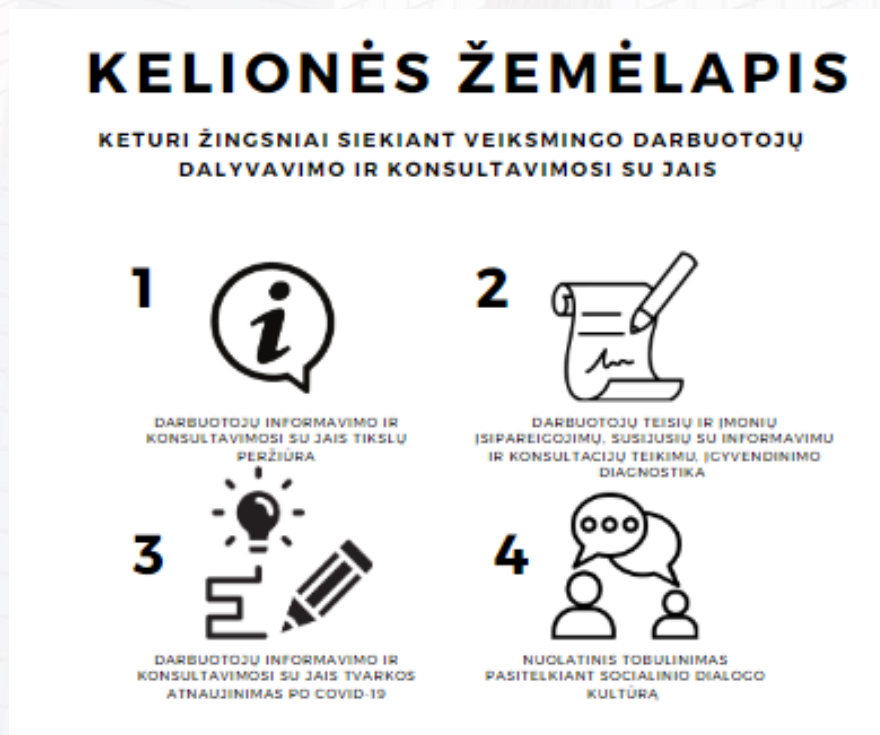 KELIONĖS ŽEMĖLAPIS
KETURI ŽINGSNIAI SIEKIANT VEIKSMINGO DARBUOTOJŲ
DALYVAVIMO IR KONSULTAVIMOSI SU JAIS
1
DARBUOTOJŲ INFORMAVIMO IR
KONSULTAVIMOSI SU JAIS TIKSLŲ
PERŽIŪRA
2
DARBUOTOJŲ TEISIŲ IR ĮMONIŲ
ĮSIPAREIGOJIMŲ, SUSIJUSIŲ SU INFORMAVIMU
IR KONSULTACIJŲ TEIKIMU, ĮGYVENDINIMO
DIAGNOSTIKA
3
DARBUOTOJŲ INFORMAVIMO IR
KONSULTAVIMOSI SU JAIS TVARKOS
ATNAUJINIMAS PO COVID-19
4
NUOLATINIS TOBULINIMAS
PASITELKIANT SOCIALINIO DIALOGO
KULTŪRĄ